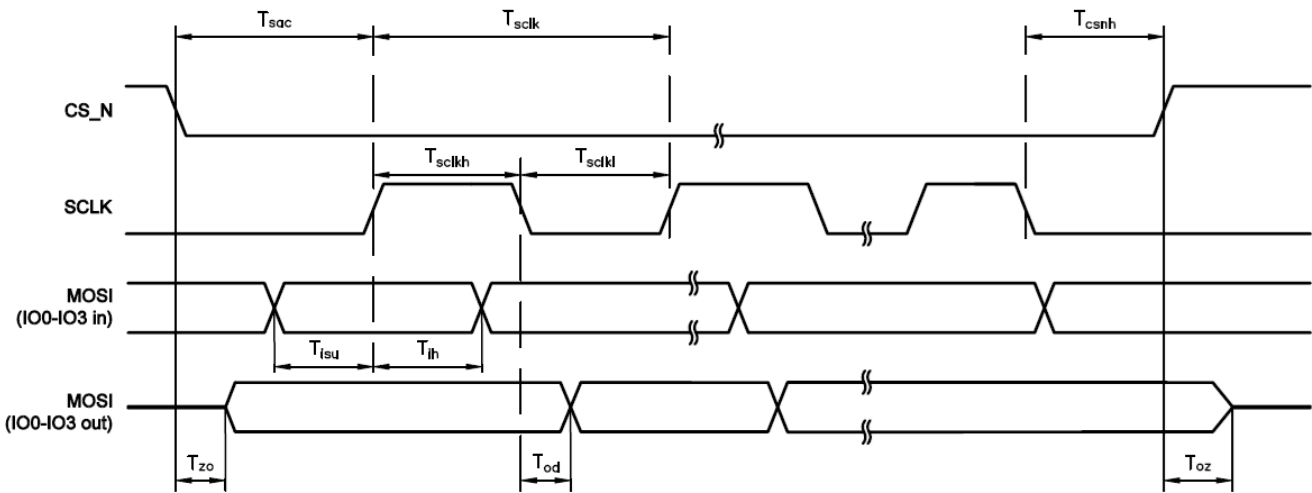 Tsac Tsclk Tcsnh
CS_N
Tsclkh Tsclkl
SCLK
MOSI
(IO0-IO3 in)
Tisu Tih
MOSI
(IO0-IO3 out)
Tzo Tod Toz